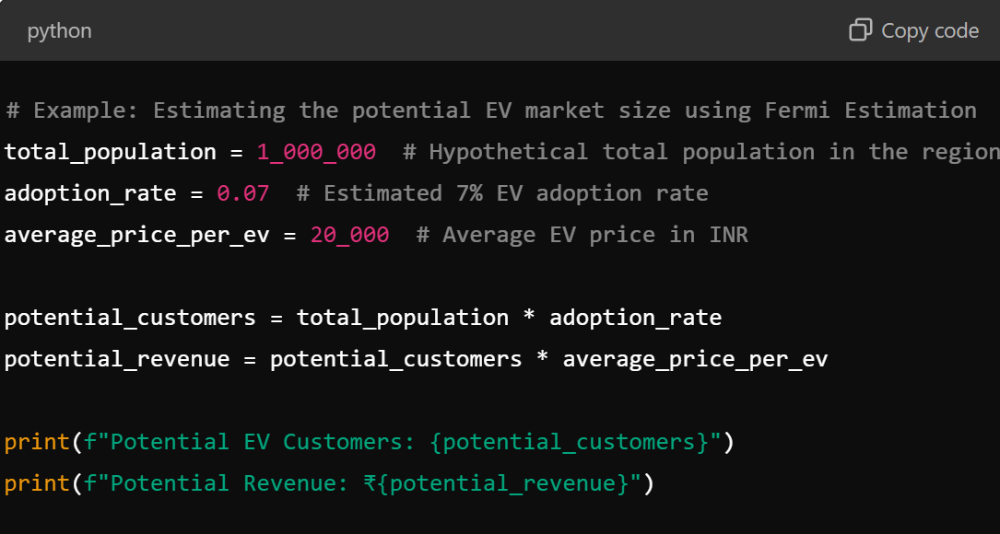 python
Copy code
# Example: Estimating the potential EV market size using Fermi Estimation
total_population = 1_000_000  # Hypothetical total population in the region
adoption_rate = 0.07  # Estimated 7% EV adoption rate
average_price_per_ev = 20_000  # Average EV price in INR
potential_customers = total_population * adoption_rate
potential_revenue = potential_customers * average_price_per_ev
print(f"Potential EV Customers: {potential_customers}")
print(f"Potential Revenue: ₹{potential_revenue}")